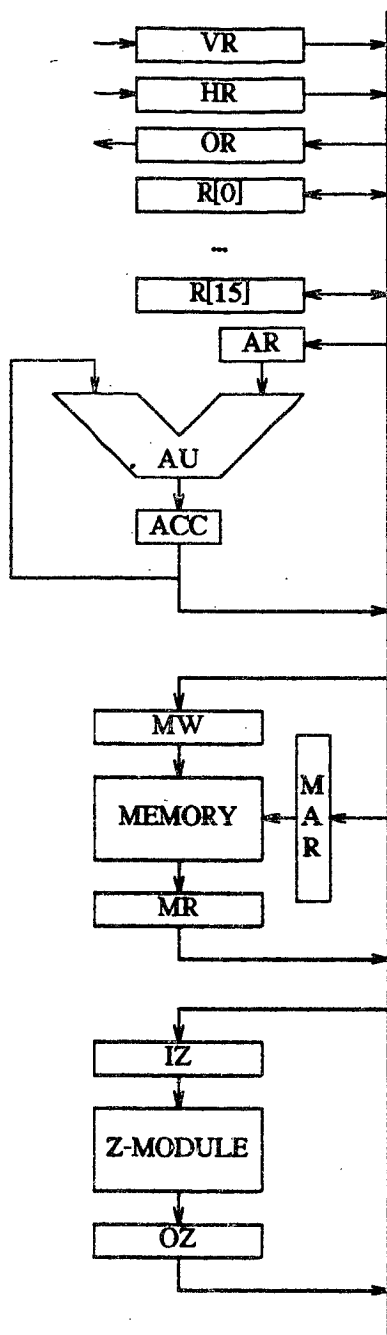 VR
HR
OR
R[0]
...
R[15]
AR
AU
ACC
MW
MEMORY
M
A
R
MR
IZ
Z-MODULE
OZ